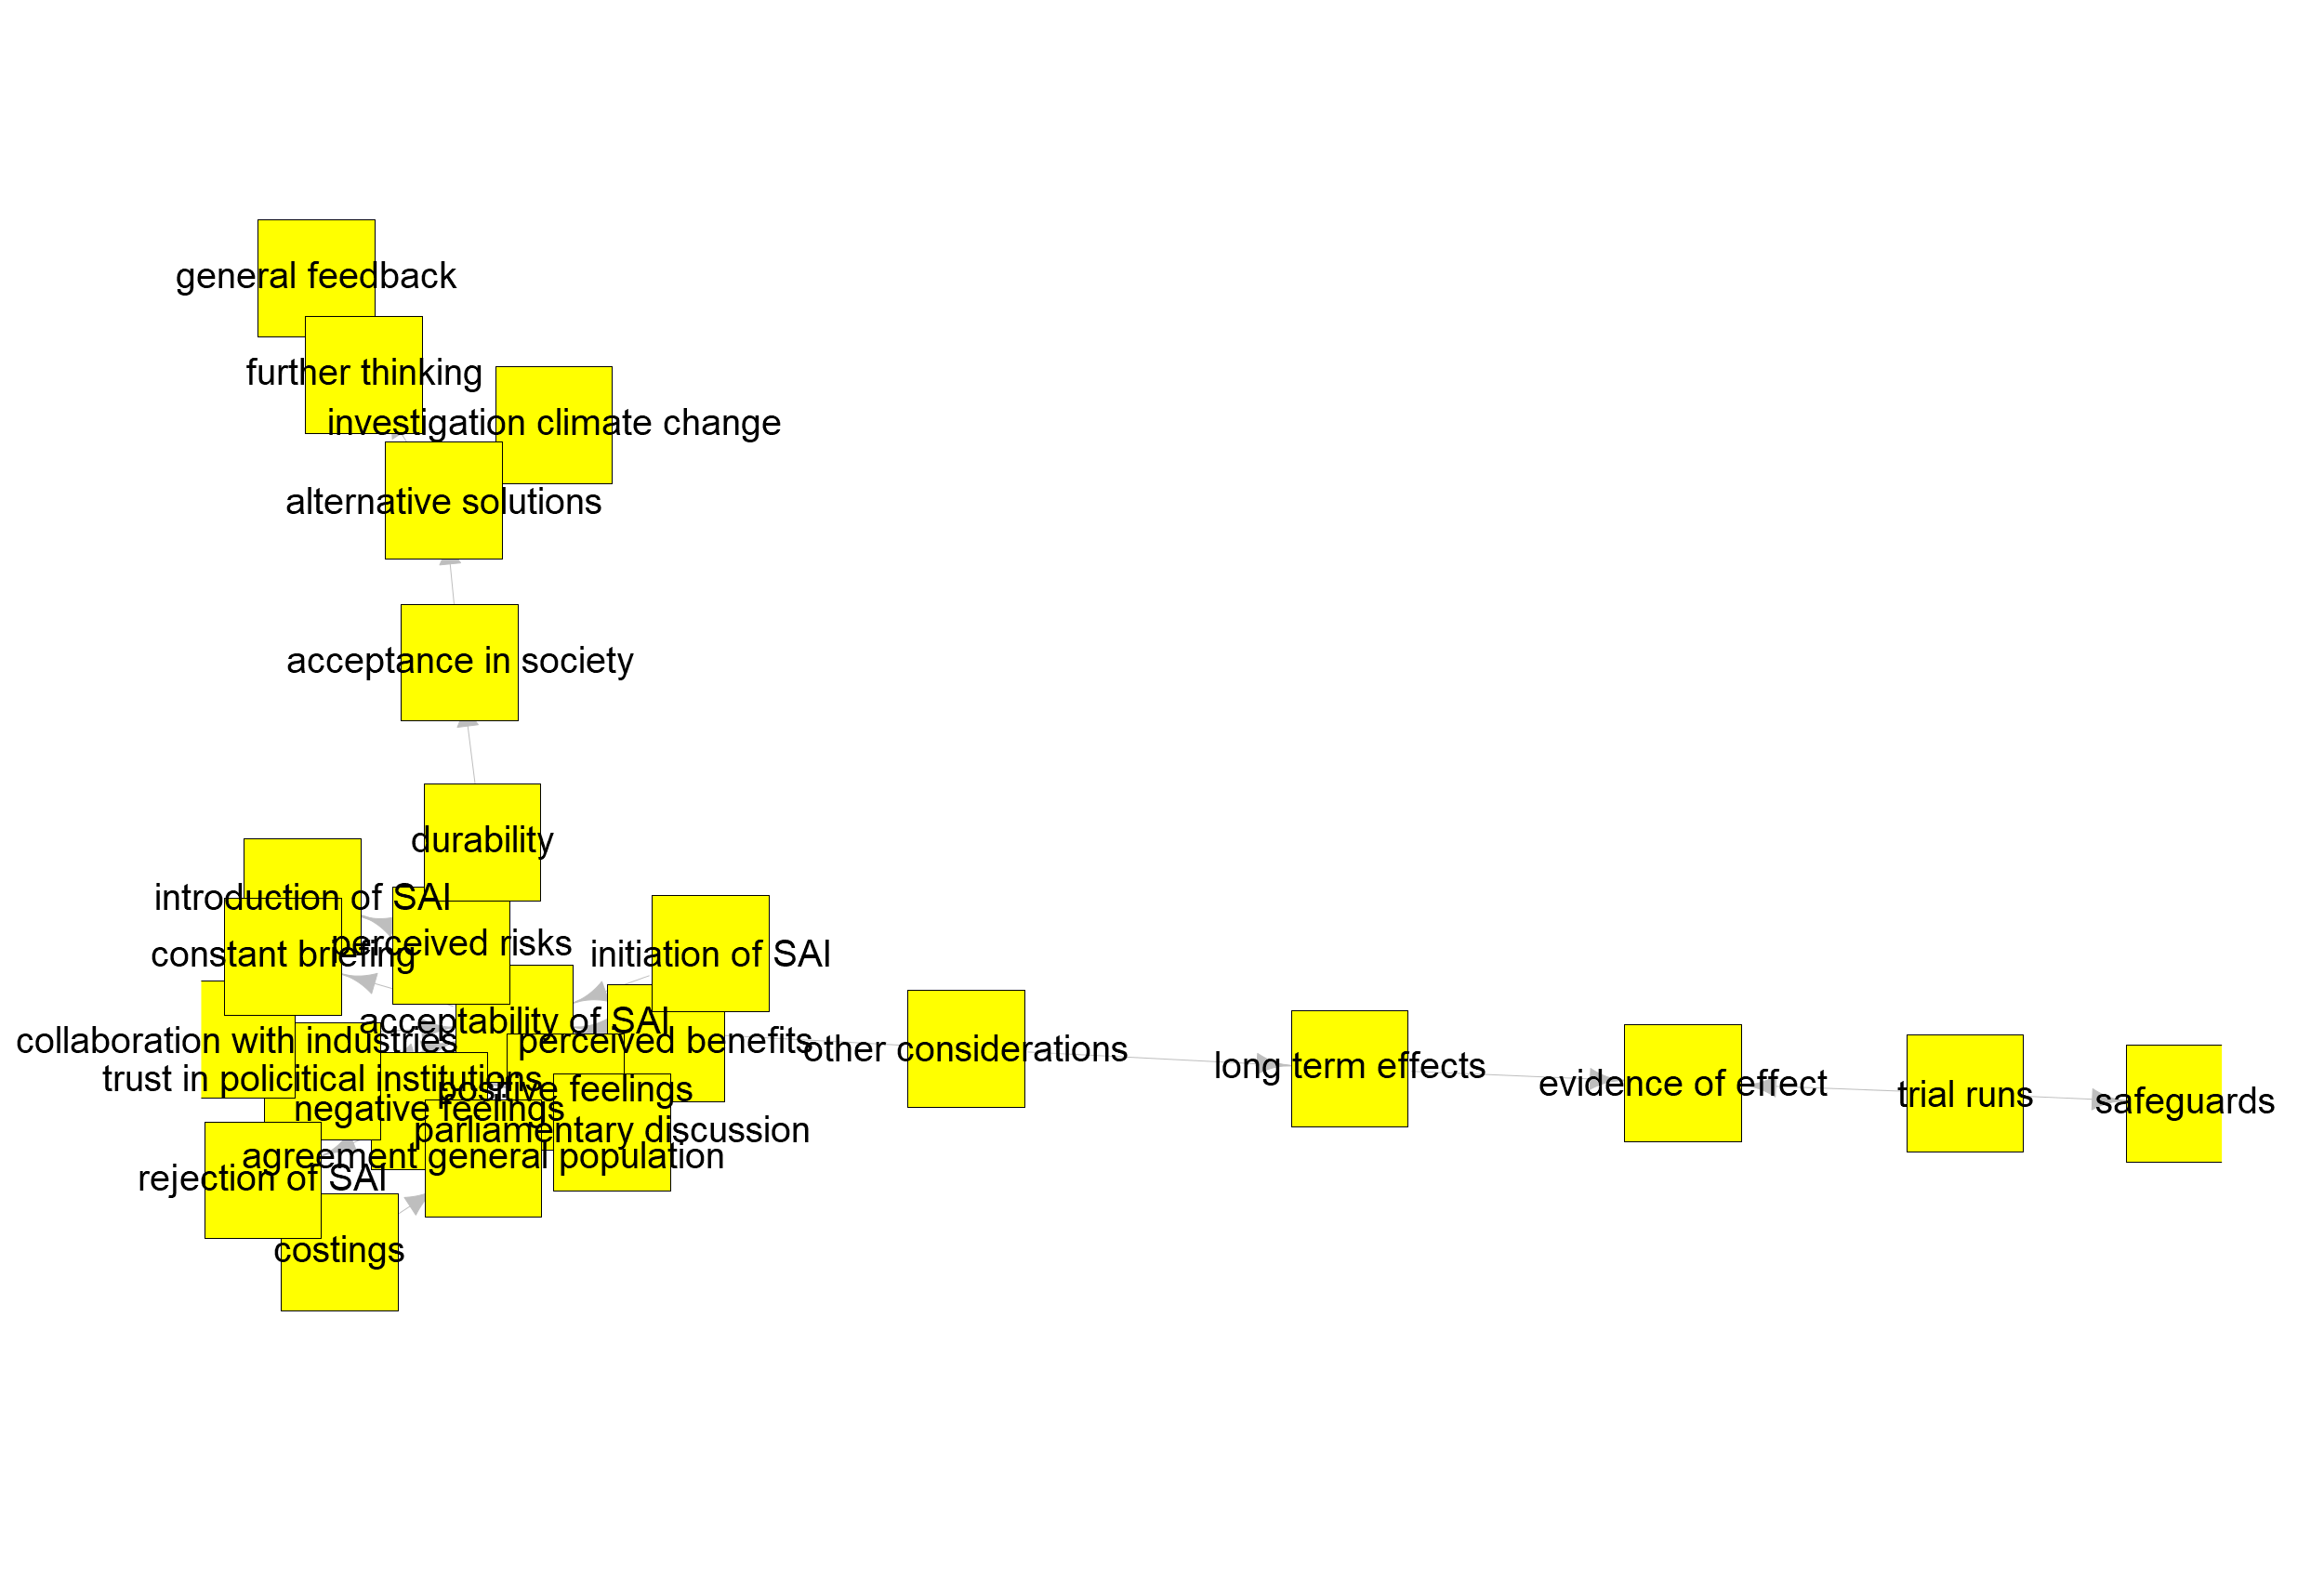 general feedback
further thinking
investigation climate change
alternative solutions
acceptance in society
durability
introduction of SAI
perceived risks
constant briefing
initiation of SAI
acceptability of SAI
collaboration with industries
perceived benefits
other considerations
long term effects
trust in policitical institutions
evidence of effect
positive feelings
trial runs
safeguards
negative feelings
parliamentary discussion
agreement general population
rejection of SAI
costings